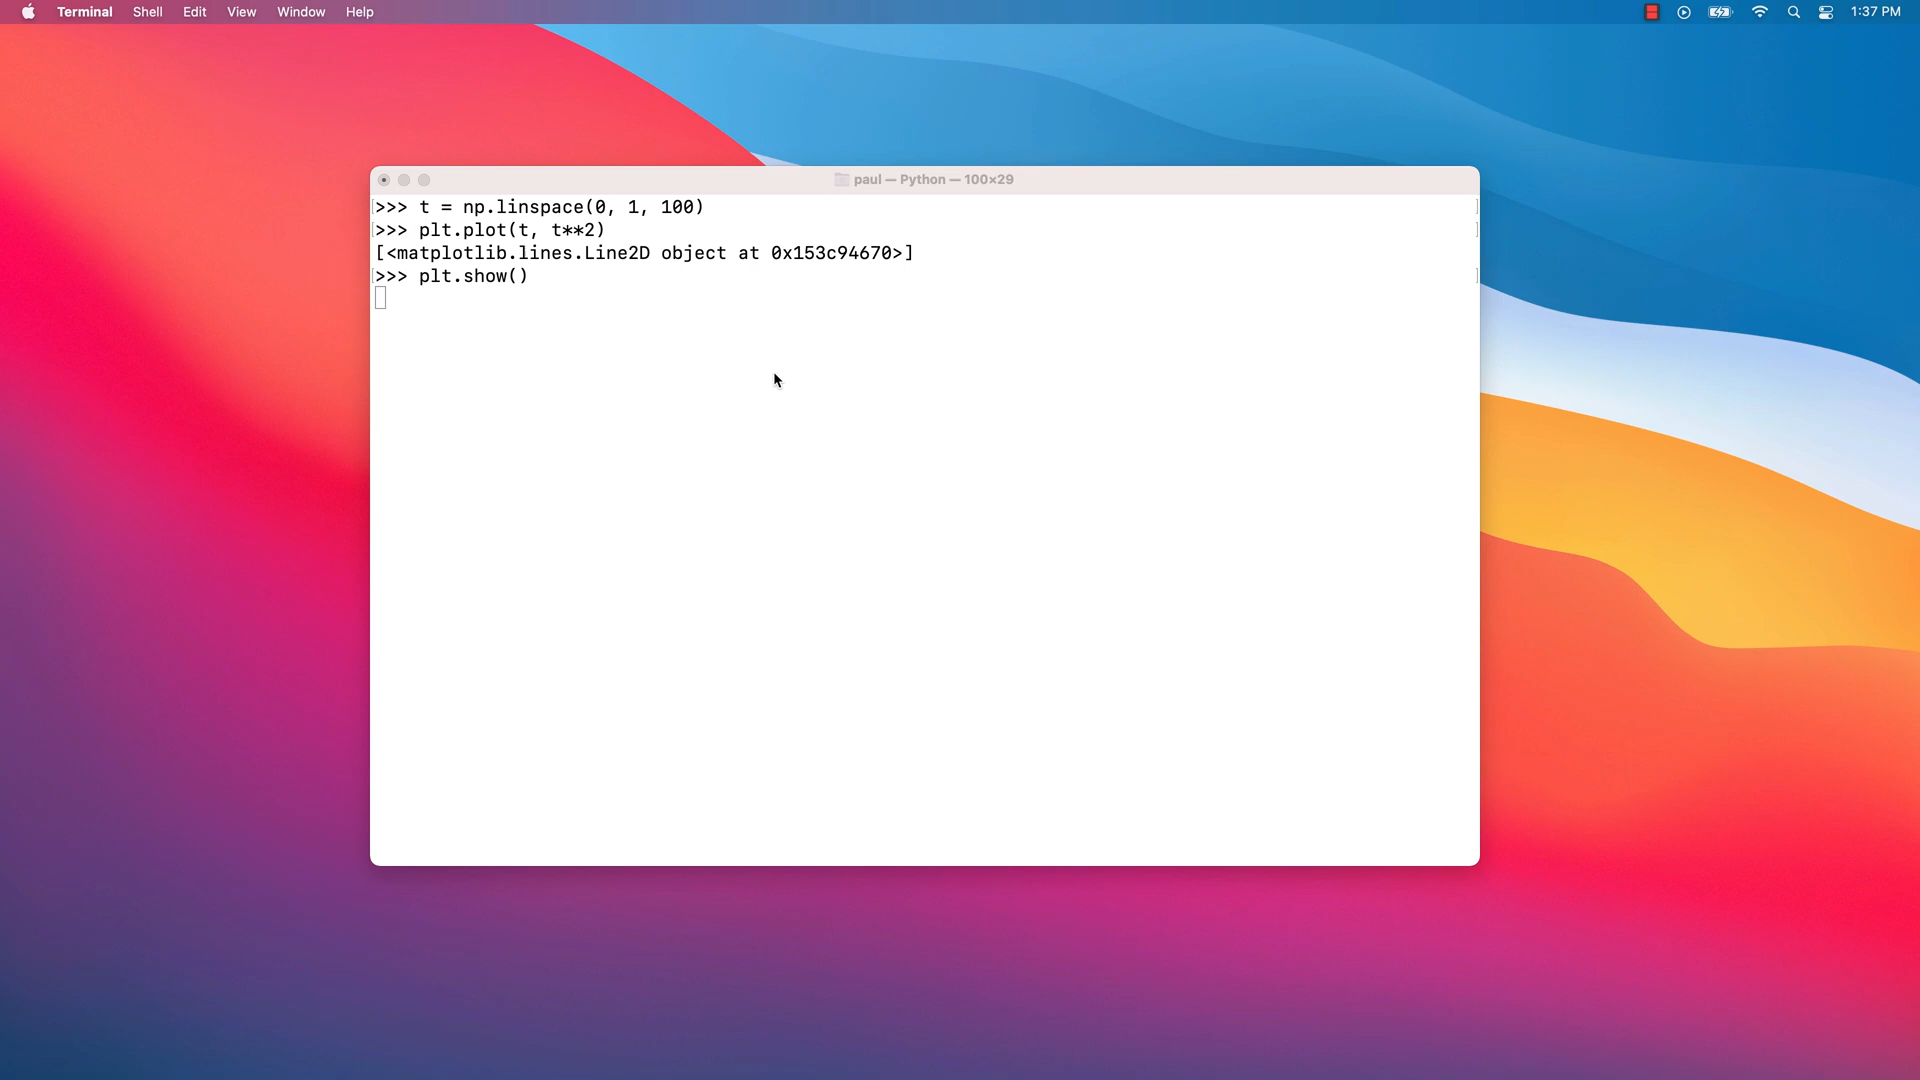 Terminal Shell Edit View Window Help 1:37 PM
paul — Python — 100×29
>>> t = np.linspace(0, 1, 100)
>>> plt.plot(t, t**2)
[<matplotlib.lines.Line2D object at 0x153c94670>]
>>> plt.show()